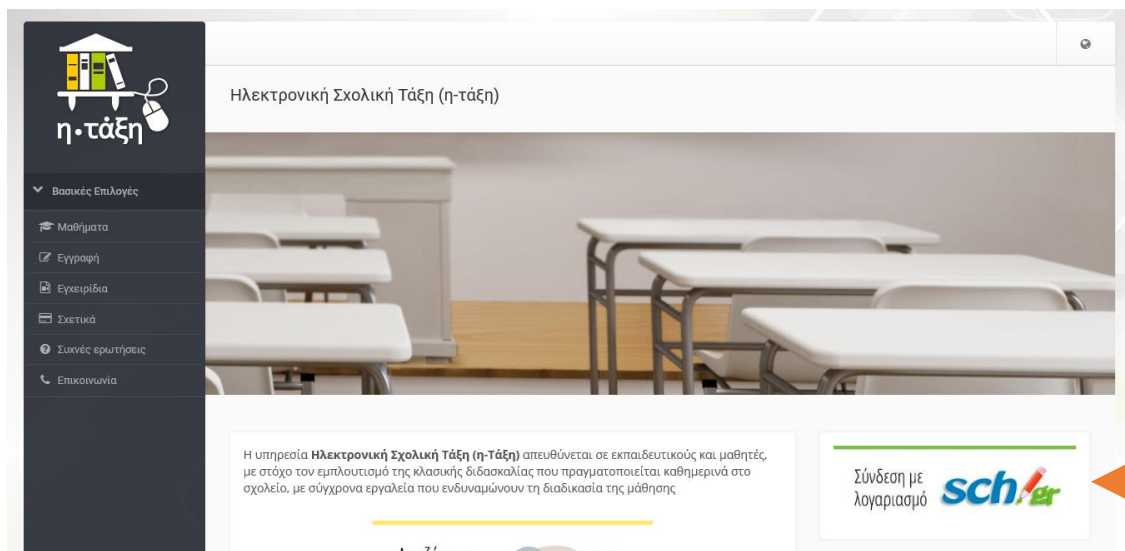 η·τάξη
Ηλεκτρονική Σχολική Τάξη (η-τάξη)
Βασικές Επιλογές
Μαθήματα
Εγγραφή
Εγχειρίδια
Σχετικά
Συχνές ερωτήσεις
Επικοινωνία
Η υπηρεσία Ηλεκτρονική Σχολική Τάξη (η-Τάξη) απευθύνεται σε εκπαιδευτικούς και μαθητές,
με στόχο τον εμπλουτισμό της κλασικής διδασκαλίας που πραγματοποιείται καθημερινά στο
σχολείο, με σύγχρονα εργαλεία που ενδυναμώνουν τη διαδικασία της μάθησης
Σύνδεση με
λογαριασμό
sch.gr